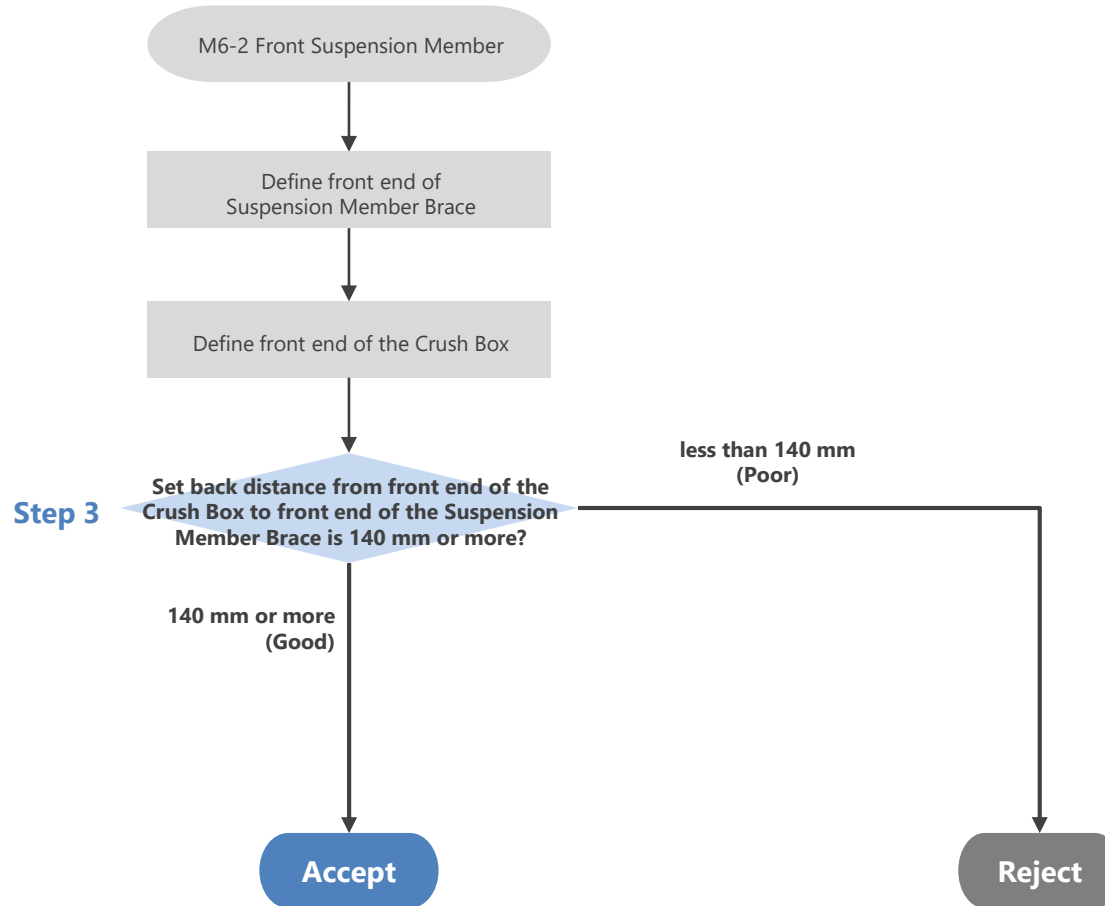 M6-2 Front Suspension Member
Define front end of
Suspension Member Brace
Define front end of the Crush Box
less than 140 mm
(Poor)
Step 3
Set back distance from front end of the
Crush Box to front end of the Suspension
Member Brace is 140 mm or more?
140 mm or more
(Good)
Accept
Reject